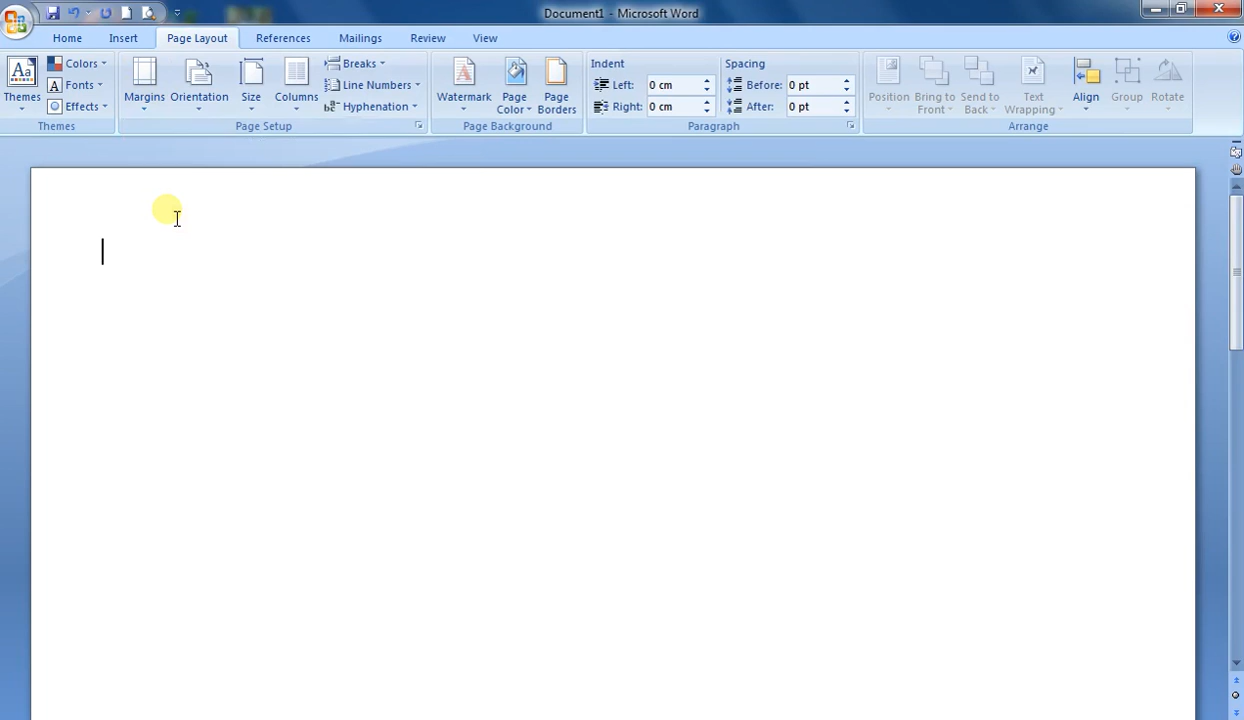 Document1 - Microsoft Word
Home Insert Page Layout References Mailings Review View
Aa Colors Breaks Indent Spacing
A Fonts Line Numbers Left: 0 cm Before: 0 pt
Themes Effects Margins Orientation Size Columns bc Hyphenation Watermark Page Color Page Borders Right: 0 cm After: 0 pt Position Bring to Front Send to Back Text Wrapping Align Group Rotate
Themes Page Setup Page Background Paragraph Arrange